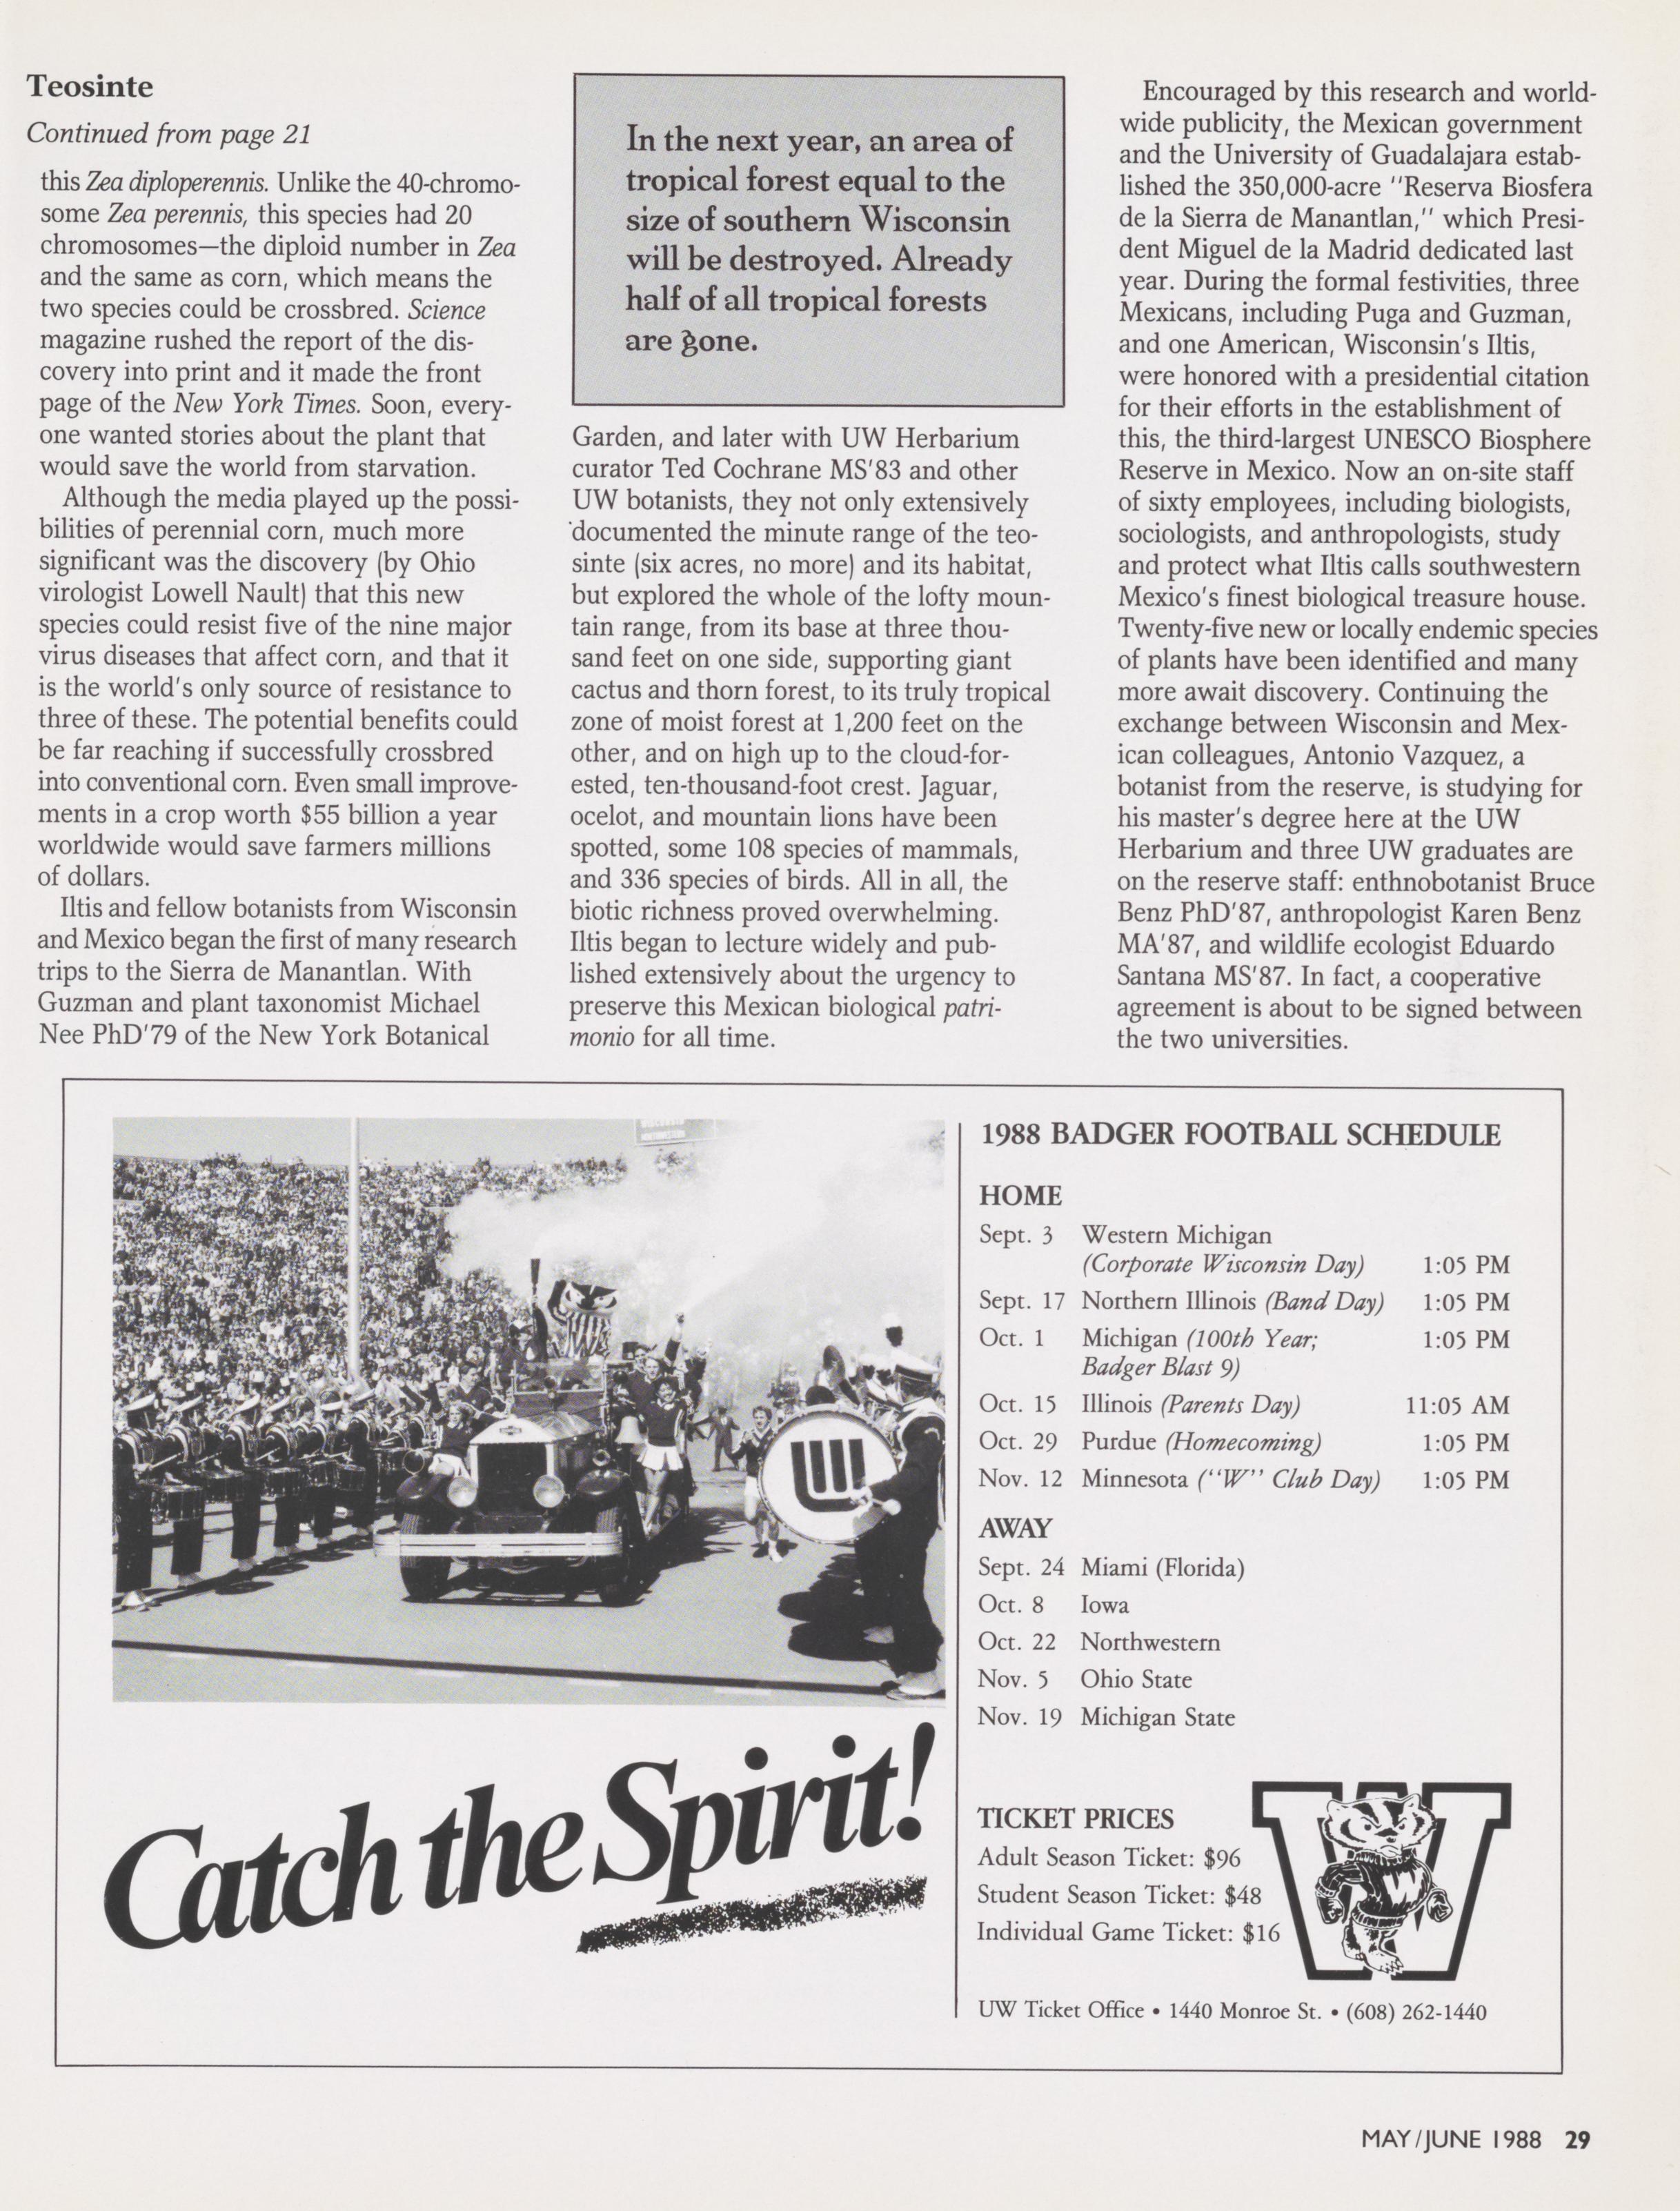 Teosinte
Continued from page 21
this Zea diploperennis. Unlike the 40-chromo-
some Zea perennis, this species had 20
chromosomes—the diploid number in Zea
and the same as corn, which means the
two species could be crossbred. Science
magazine rushed the report of the dis-
covery into print and it made the front
page of the New York Times. Soon, every-
one wanted stories about the plant that
would save the world from starvation.
Although the media played up the possi-
bilities of perennial corn, much more
significant was the discovery (by Ohio
virologist Lowell Nault) that this new
species could resist five of the nine major
virus diseases that affect corn, and that it
is the world's only source of resistance to
three of these. The potential benefits could
be far reaching if successfully crossbred
into conventional corn. Even small improve-
ments in a crop worth $55 billion a year
worldwide would save farmers millions
of dollars.
Iltis and fellow botanists from Wisconsin
and Mexico began the first of many research
trips to the Sierra de Manantlan. With
Guzman and plant taxonomist Michael
Nee PhD'79 of the New York Botanical
In the next year, an area of
tropical forest equal to the
size of southern Wisconsin
will be destroyed. Already
half of all tropical forests
are gone.
Garden, and later with UW Herbarium
curator Ted Cochrane MS'83 and other
UW botanists, they not only extensively
documented the minute range of the teo-
sinte (six acres, no more) and its habitat,
but explored the whole of the lofty moun-
tain range, from its base at three thou-
sand feet on one side, supporting giant
cactus and thorn forest, to its truly tropical
zone of moist forest at 1,200 feet on the
other, and on high up to the cloud-for-
ested, ten-thousand-foot crest. Jaguar,
ocelot, and mountain lions have been
spotted, some 108 species of mammals,
and 336 species of birds. All in all, the
biotic richness proved overwhelming.
Iltis began to lecture widely and pub-
lished extensively about the urgency to
preserve this Mexican biological patri-
monio for all time.
Encouraged by this research and world-
wide publicity, the Mexican government
and the University of Guadalajara estab-
lished the 350,000-acre "Reserva Biosfera
de la Sierra de Manantlan," which Presi-
dent Miguel de la Madrid dedicated last
year. During the formal festivities, three
Mexicans, including Puga and Guzman,
and one American, Wisconsin's Iltis,
were honored with a presidential citation
for their efforts in the establishment of
this, the third-largest UNESCO Biosphere
Reserve in Mexico. Now an on-site staff
of sixty employees, including biologists,
sociologists, and anthropologists, study
and protect what Iltis calls southwestern
Mexico's finest biological treasure house.
Twenty-five new or locally endemic species
of plants have been identified and many
more await discovery. Continuing the
exchange between Wisconsin and Mex-
ican colleagues, Antonio Vazquez, a
botanist from the reserve, is studying for
his master's degree here at the UW
Herbarium and three UW graduates are
on the reserve staff: enthnobotanist Bruce
Benz PhD'87, anthropologist Karen Benz
MA'87, and wildlife ecologist Eduardo
Santana MS'87. In fact, a cooperative
agreement is about to be signed between
the two universities.
W
Catch the Spirit!
1988 BADGER FOOTBALL SCHEDULE
HOME
Sept. 3 Western Michigan
(Corporate Wisconsin Day) 1:05 PM
Sept. 17 Northern Illinois (Band Day) 1:05 PM
Oct. 1 Michigan (100th Year; 1:05 PM
Badger Blast 9)
Oct. 15 Illinois (Parents Day) 11:05 AM
Oct. 29 Purdue (Homecoming) 1:05 PM
Nov. 12 Minnesota ("W" Club Day) 1:05 PM
AWAY
Sept. 24 Miami (Florida)
Oct. 8 Iowa
Oct. 22 Northwestern
Nov. 5 Ohio State
Nov. 19 Michigan State
TICKET PRICES
Adult Season Ticket: $96
Student Season Ticket: $48
Individual Game Ticket: $16
W
W
UW Ticket Office • 1440 Monroe St. • (608) 262-1440
MAY/JUNE 1988 29